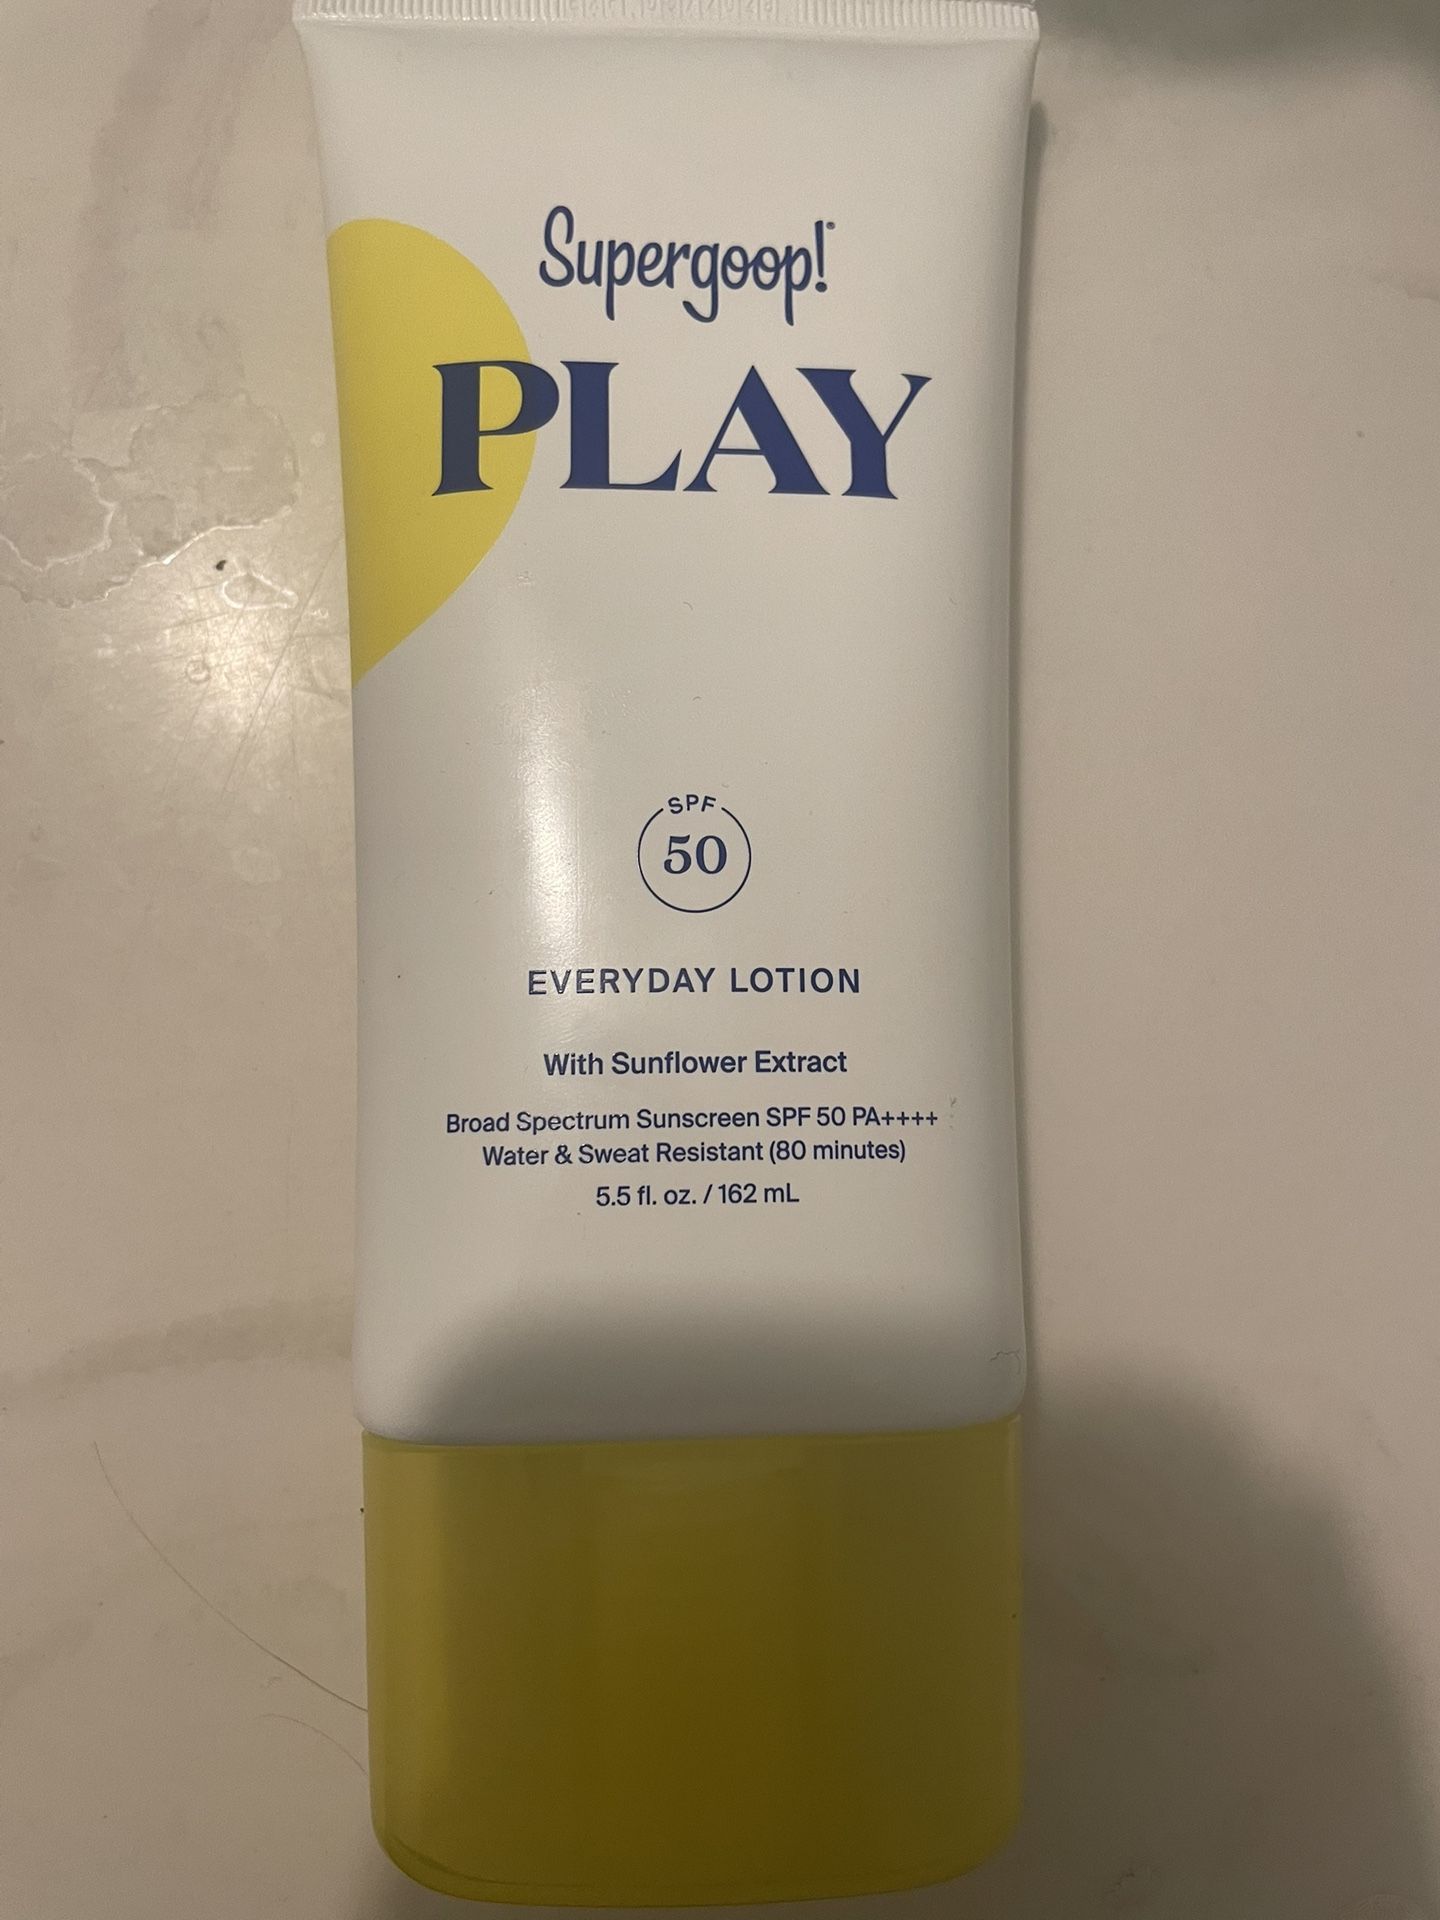 Supergoop!
PLAY
SPF
50
EVERYDAY LOTION
With Sunflower Extract
Broad Spectrum Sunscreen SPF 50 PA++++
Water & Sweat Resistant (80 minutes)
5.5 fl. oz. / 162 mL